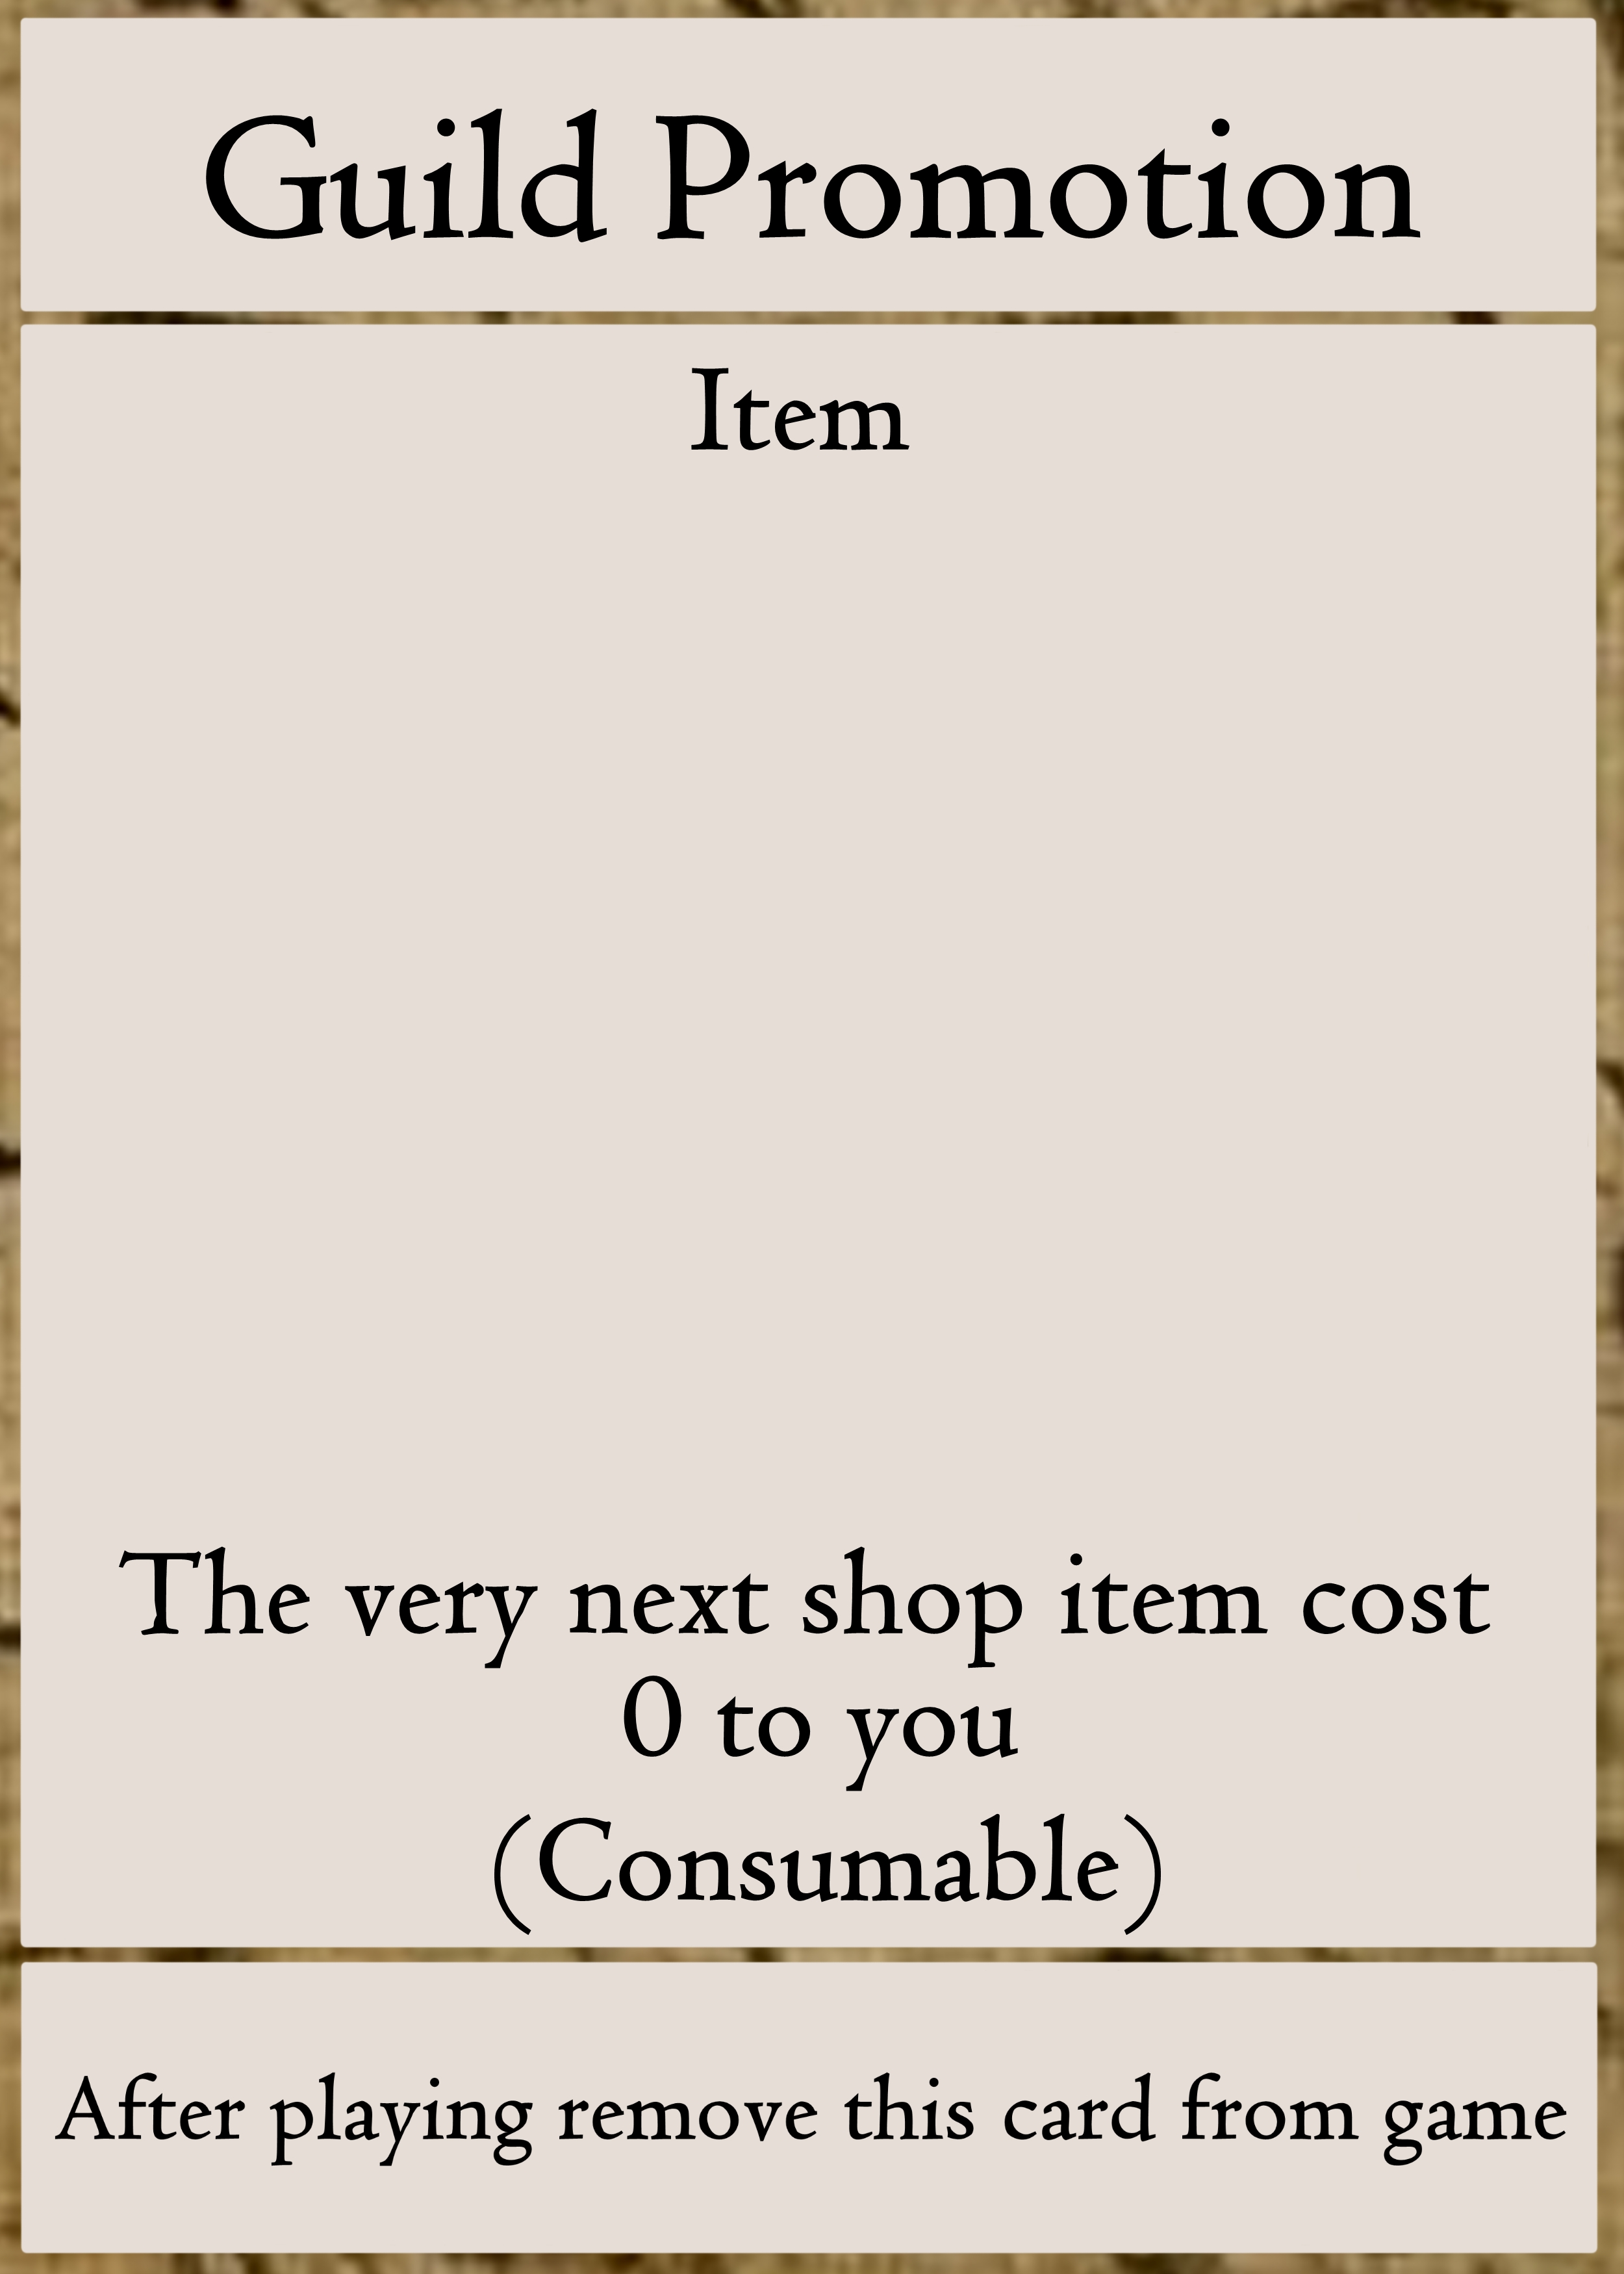 Guild Promotion
Item
The very next shop item cost
0 to you
(Consumable)
After playing remove this card from game